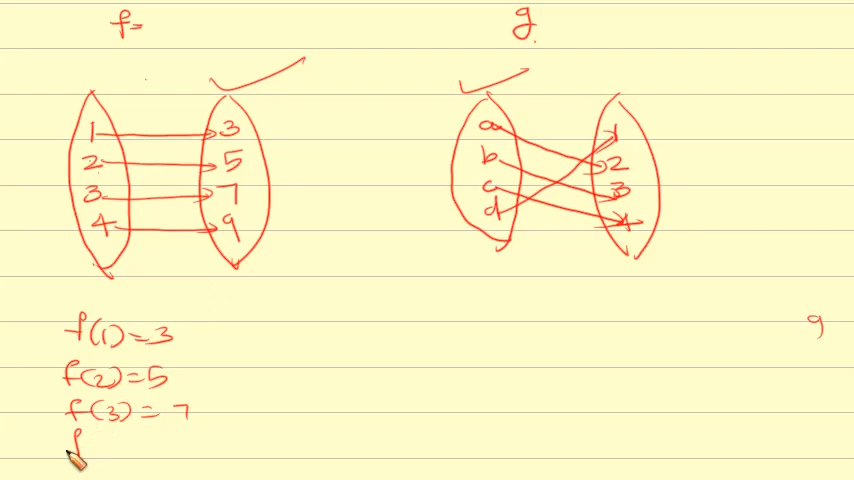 f= g
1 3
2 5
3 7
4 9
a 1
b 2
c 3
d 4
f(1)=3
f(2)=5
f(3)=7
f
9